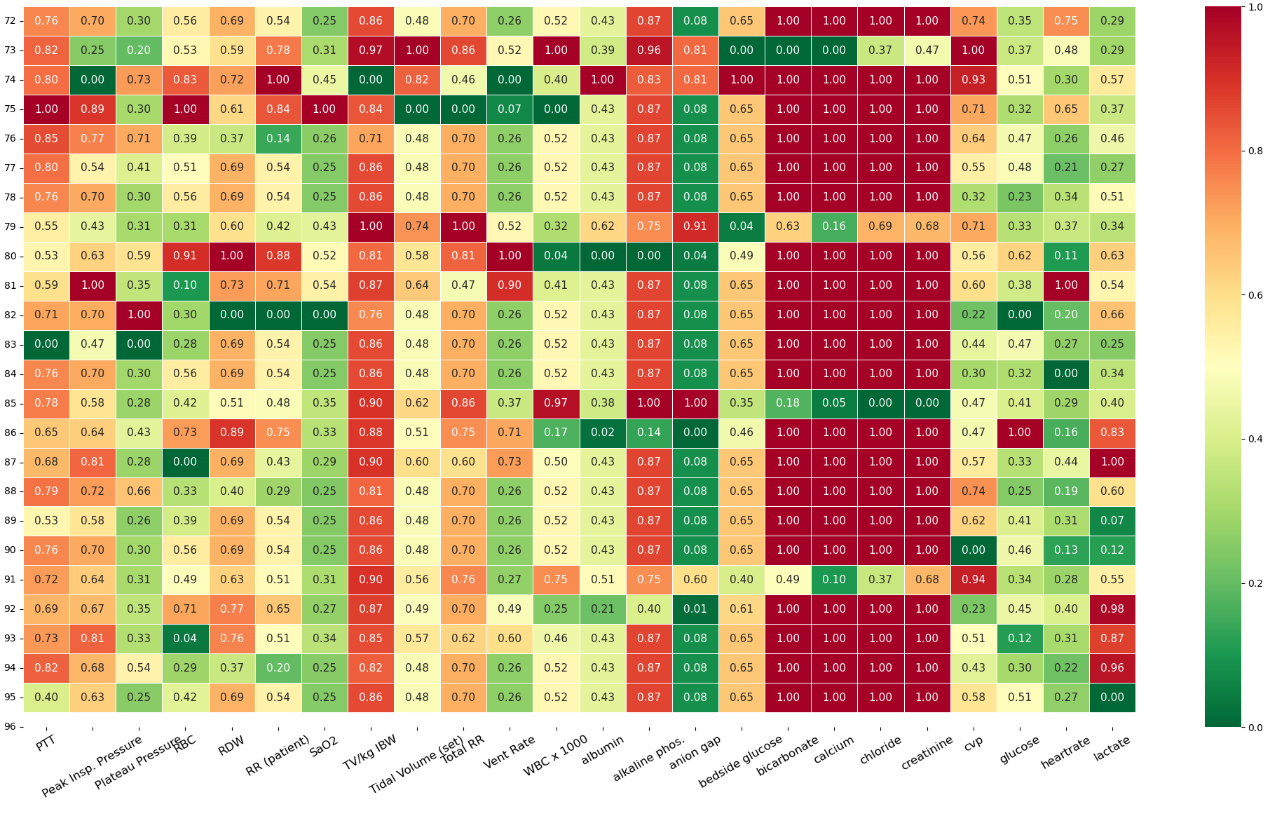 72 0.76 0.70 0.30 0.56 0.69 0.54 0.25 0.86 0.48 0.70 0.26 0.52 0.43 0.87 0.08 0.65 1.00 1.00 1.00 1.00 0.74 0.35 0.75 0.29
73 0.82 0.25 0.20 0.53 0.59 0.78 0.31 0.97 1.00 0.86 0.52 1.00 0.39 0.96 0.81 0.00 0.00 0.00 0.37 0.47 1.00 0.37 0.48 0.29
74 0.80 0.00 0.73 0.83 0.72 1.00 0.45 0.00 0.82 0.46 0.00 0.40 1.00 0.83 0.81 1.00 1.00 1.00 1.00 1.00 0.93 0.51 0.30 0.57
75 1.00 0.89 0.30 1.00 0.61 0.84 1.00 0.84 0.00 0.00 0.07 0.00 0.43 0.87 0.08 0.65 1.00 1.00 1.00 1.00 0.71 0.32 0.65 0.37
76 0.85 0.77 0.71 0.39 0.37 0.14 0.26 0.71 0.48 0.70 0.26 0.52 0.43 0.87 0.08 0.65 1.00 1.00 1.00 1.00 0.64 0.47 0.26 0.46
77 0.80 0.54 0.41 0.51 0.69 0.54 0.25 0.86 0.48 0.70 0.26 0.52 0.43 0.87 0.08 0.65 1.00 1.00 1.00 1.00 0.55 0.48 0.21 0.27
78 0.76 0.70 0.30 0.56 0.69 0.54 0.25 0.86 0.48 0.70 0.26 0.52 0.43 0.87 0.08 0.65 1.00 1.00 1.00 1.00 0.32 0.23 0.34 0.51
79 0.55 0.43 0.31 0.31 0.60 0.42 0.43 1.00 0.74 1.00 0.52 0.32 0.62 0.75 0.91 0.04 0.63 0.16 0.69 0.68 0.71 0.33 0.37 0.34
80 0.53 0.63 0.59 0.91 1.00 0.88 0.52 0.81 0.58 0.81 1.00 0.04 0.00 0.00 0.04 0.49 1.00 1.00 1.00 1.00 0.56 0.62 0.11 0.63
81 0.59 1.00 0.35 0.10 0.73 0.71 0.54 0.87 0.64 0.47 0.90 0.41 0.43 0.87 0.08 0.65 1.00 1.00 1.00 1.00 0.60 0.38 1.00 0.54
82 0.71 0.70 1.00 0.30 0.00 0.00 0.00 0.76 0.48 0.70 0.26 0.52 0.43 0.87 0.08 0.65 1.00 1.00 1.00 1.00 0.22 0.00 0.20 0.66
83 0.00 0.47 0.00 0.28 0.69 0.54 0.25 0.86 0.48 0.70 0.26 0.52 0.43 0.87 0.08 0.65 1.00 1.00 1.00 1.00 0.44 0.47 0.27 0.25
84 0.76 0.70 0.30 0.56 0.69 0.54 0.25 0.86 0.48 0.70 0.26 0.52 0.43 0.87 0.08 0.65 1.00 1.00 1.00 1.00 0.30 0.32 0.00 0.34
85 0.78 0.58 0.28 0.42 0.51 0.48 0.35 0.90 0.62 0.86 0.37 0.97 0.38 1.00 1.00 0.35 0.18 0.05 0.00 0.00 0.47 0.41 0.29 0.40
86 0.65 0.64 0.43 0.73 0.89 0.75 0.33 0.88 0.51 0.75 0.71 0.17 0.02 0.14 0.00 0.46 1.00 1.00 1.00 1.00 0.47 1.00 0.16 0.83
87 0.68 0.81 0.28 0.00 0.69 0.43 0.29 0.90 0.60 0.60 0.73 0.50 0.43 0.87 0.08 0.65 1.00 1.00 1.00 1.00 0.57 0.33 0.44 1.00
88 0.79 0.72 0.66 0.33 0.40 0.29 0.25 0.81 0.48 0.70 0.26 0.52 0.43 0.87 0.08 0.65 1.00 1.00 1.00 1.00 0.74 0.25 0.19 0.60
89 0.53 0.58 0.26 0.39 0.69 0.54 0.25 0.86 0.48 0.70 0.26 0.52 0.43 0.87 0.08 0.65 1.00 1.00 1.00 1.00 0.62 0.41 0.31 0.07
90 0.76 0.70 0.30 0.56 0.69 0.54 0.25 0.86 0.48 0.70 0.26 0.52 0.43 0.87 0.08 0.65 1.00 1.00 1.00 1.00 0.00 0.46 0.13 0.12
91 0.72 0.64 0.31 0.49 0.63 0.51 0.31 0.90 0.56 0.76 0.27 0.75 0.51 0.75 0.60 0.40 0.49 0.10 0.37 0.68 0.94 0.34 0.28 0.55
92 0.69 0.67 0.35 0.71 0.77 0.65 0.27 0.87 0.49 0.70 0.49 0.25 0.21 0.40 0.01 0.61 1.00 1.00 1.00 1.00 0.23 0.45 0.40 0.98
93 0.73 0.81 0.33 0.04 0.76 0.51 0.34 0.85 0.57 0.62 0.60 0.46 0.43 0.87 0.08 0.65 1.00 1.00 1.00 1.00 0.51 0.12 0.31 0.87
94 0.82 0.68 0.54 0.29 0.37 0.20 0.25 0.82 0.48 0.70 0.26 0.52 0.43 0.87 0.08 0.65 1.00 1.00 1.00 1.00 0.43 0.30 0.22 0.96
95 0.40 0.63 0.25 0.42 0.69 0.54 0.25 0.86 0.48 0.70 0.26 0.52 0.43 0.87 0.08 0.65 1.00 1.00 1.00 1.00 0.58 0.51 0.27 0.00
96
PTT Peak Insp. Pressure Plateau Pressure RBC RDW RR (patient) SaO2 TV/kg IBW Tidal Volume (set) Total RR Vent Rate WBC x 1000 albumin alkaline phos. anion gap bedside glucose bicarbonate calcium chloride creatinine cvp glucose heartrate lactate
1.0
0.8
0.6
0.4
0.2
0.0